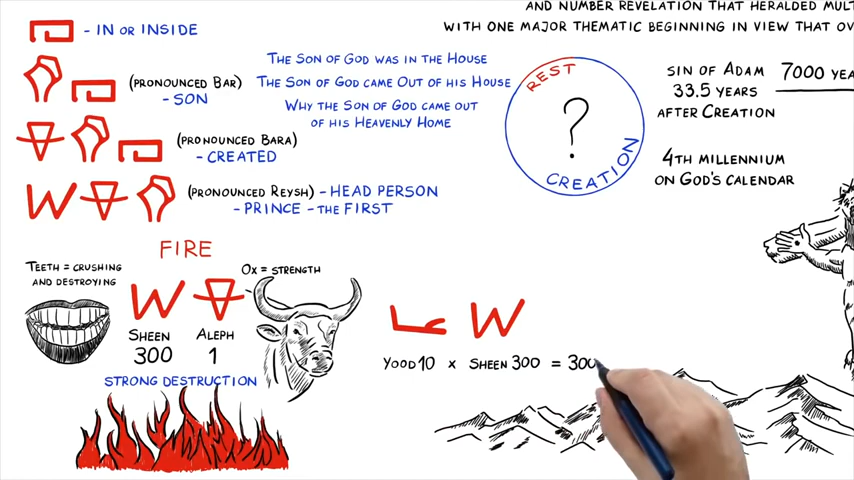 AND NUMBER REVELATION THAT HERALDED
WITH ONE MAJOR THEMATIC BEGINNING IN VIEW THAT
- IN OR INSIDE
(PRONOUNCED BAR)
- SON
THE SON OF GOD WAS IN THE HOUSE
THE SON OF GOD CAME OUT OF HIS HOUSE
WHY THE SON OF GOD CAME OUT
OF HIS HEAVENLY HOME
(PRONOUNCED BARA)
- CREATED
(PRONOUNCED REYSH) - HEAD PERSON
- PRINCE - THE FIRST
REST
?
CREATION
SIN OF ADAM
33.5 YEARS
AFTER CREATION
7000
4TH MILLENNIUM
ON GOD'S CALENDAR
FIRE
TEETH = CRUSHING
AND DESTROYING
OX = STRENGTH
SHEEN
300
ALEPH
1
STRONG DESTRUCTION
YOOD 10 x SHEEN 300 = 300